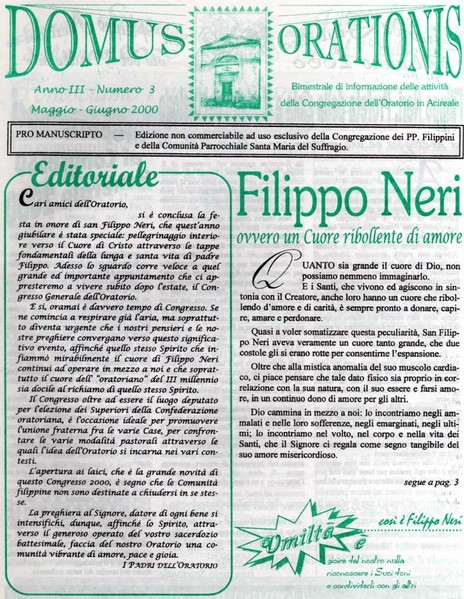 DOMUS ORATIONIS
Anno III - Numero 3
Maggio - Giugno 2000
Bimestrale di Informazione delle attività
della Congregazione dell'Oratorio in Acireale
PRO MANUSCRIPTO — Edizione non commerciabile ad uso esclusivo della Congregazione dei PP. Filippini
e della Comunità Parrocchiale Santa Maria del Suffragio.
Editoriale
Cari amici dell'Oratorio,
si è conclusa la fe-
sta in onore di san Filippo Neri, che quest'anno
giubilare è stata speciale: pellegrinaggio interio-
re verso il Cuore di Cristo attraverso le tappe
fondamentali della lunga e santa vita di padre
Filippo. Adesso lo sguardo corre veloce a quel
grande ed importante appuntamento che ci ap-
presteremo a vivere subito dopo l'estate, il Con-
gresso Generale dell'Oratorio.
E sì, oramai è davvero tempo di Congresso. Se
ne comincia a respirare già l'aria, ma soprattut-
to diventa urgente che i nostri pensieri e le no-
stre preghiere convergano verso questo significa-
tivo evento, affinché quello stesso Spirito che in-
fiammò mirabilmente il cuore di Filippo Neri
continui ad operare in mezzo a noi e che soprat-
tutto il cuore dell' "oratoriano" del III millennio
sia docile al richiamo di quello stesso Spirito.
Il Congresso oltre ad essere il luogo deputato
per l'elezione dei Superiori della Confederazione
oratoriana, è l'occasione ideale per promuovere
l'unione fraterna fra le varie Case, per confron-
tare le varie modalità pastorali attraverso le
quali l'idea dell'Oratorio si incarna nei vari con-
testi.
L'apertura ai laici, che è la grande novità di
questo Congresso 2000, è segno che le Comunità
filippine non sono destinate a chiudersi in se stes-
se.
La preghiera al Signore, datore di ogni bene si
intensifichi, dunque, affinché lo Spirito, attra-
verso il generoso operato del vostro sacerdozio
battesimale, faccia del nostro Oratorio una co-
munità vibrante di amore, pace e gioia.
I PADRI DELL'ORATORIO
Filippo Neri
ovvero un Cuore ribollente di amore
QUANTO sia grande il cuore di Dio, non
possiamo nemmeno immaginarlo.
E i Santi, che vivono ed agiscono in sin-
tonia con il Creatore, anche loro hanno un cuore che ribol-
lendo d'amore e di carità, è sempre pronto a donare, capi-
re, amare e perdonare.
Quasi a voler somatizzare questa peculiarità, San Filip-
po Neri aveva veramente un cuore tanto grande, che due
costole gli si erano rotte per consentirne l'espansione.
Oltre che alla mistica anomalia del suo muscolo cardia-
co, ci piace pensare che tale dato fisico sia proprio in cor-
relazione con la sua natura, con il suo essere e farsi amo-
re, in un continuo dono di amore per gli altri.
Dio cammina in mezzo a noi: lo incontriamo negli am-
malati e nelle loro sofferenze, negli emarginati, negli ulti-
mi; lo incontriamo nel volto, nel corpo e nella vita dei
Santi, che il Signore ci regala come segno tangibile del
suo amore misericordioso.
segue a pag. 3
così è Filippo Neri
Umiltà
è
gioire del nostro nulla
riconoscere i Suoi doni
e condividerli con gli altri